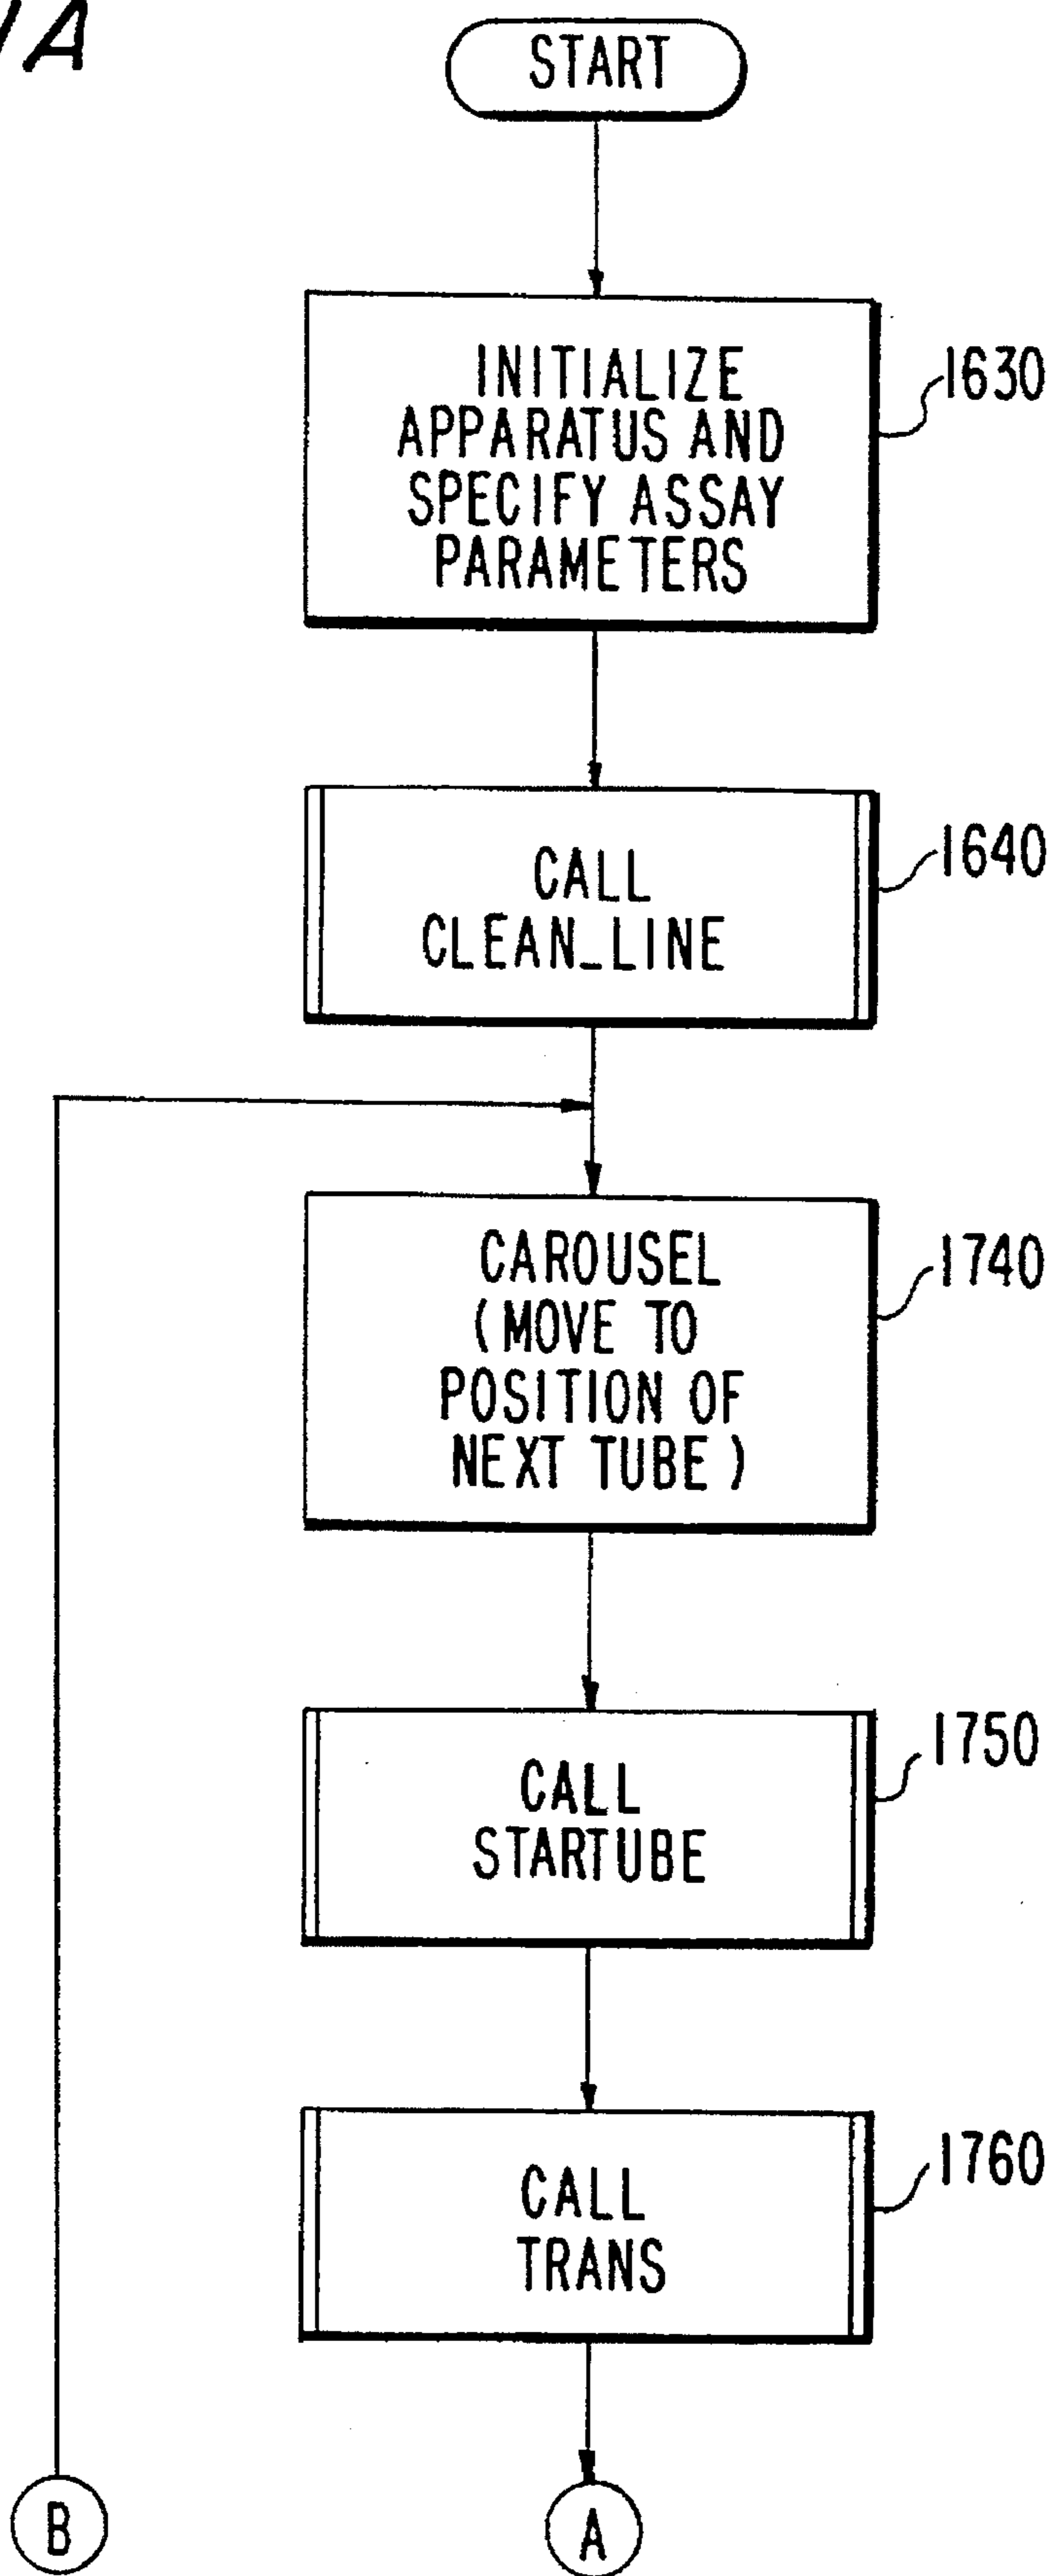 START
INITIALIZE
APPARATUS AND
SPECIFY ASSAY
PARAMETERS
1630
CALL
CLEAN_LINE
1640
CAROUSEL
(MOVE TO
POSITION OF
NEXT TUBE)
1740
CALL
STARTUBE
1750
CALL
TRANS
1760
B
A